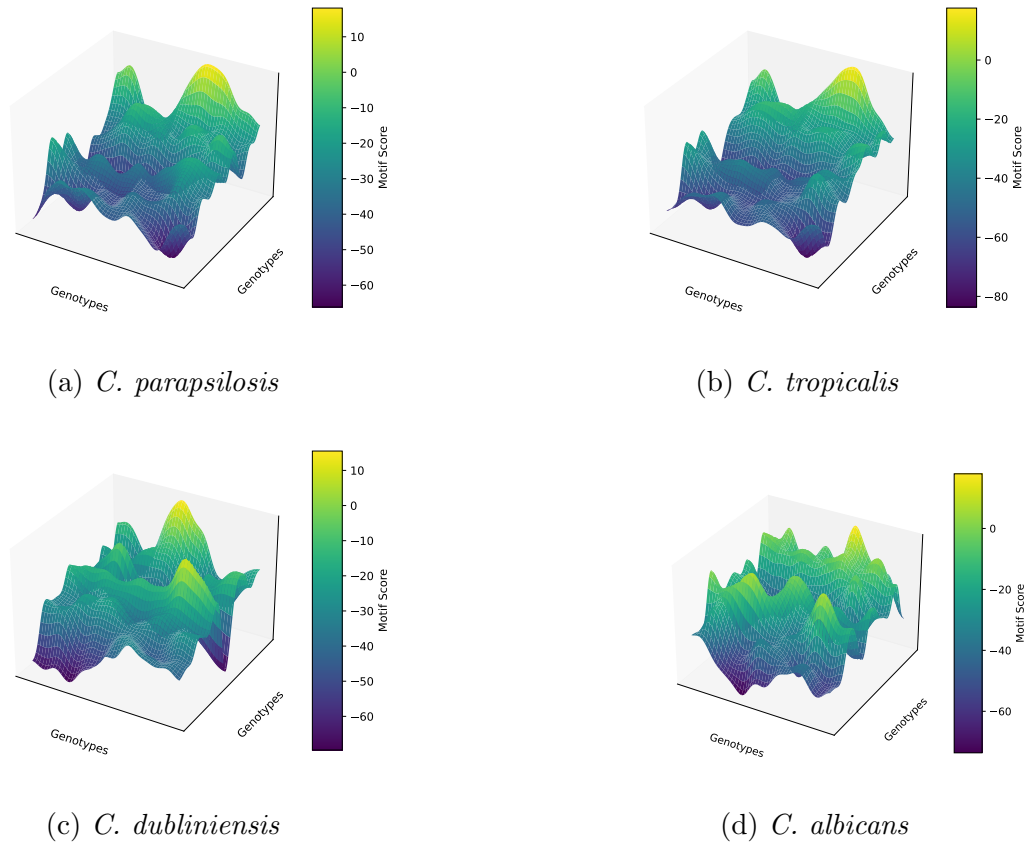 10
0
−10
−20
−30
−40
−50
−60
Motif Score
Genotypes
Genotypes
(a) C. parapsilosis
0
−20
−40
−60
−80
Motif Score
Genotypes
Genotypes
(b) C. tropicalis
10
0
−10
−20
−30
−40
−50
−60
Motif Score
Genotypes
Genotypes
(c) C. dubliniensis
0
−20
−40
−60
Motif Score
Genotypes
Genotypes
(d) C. albicans